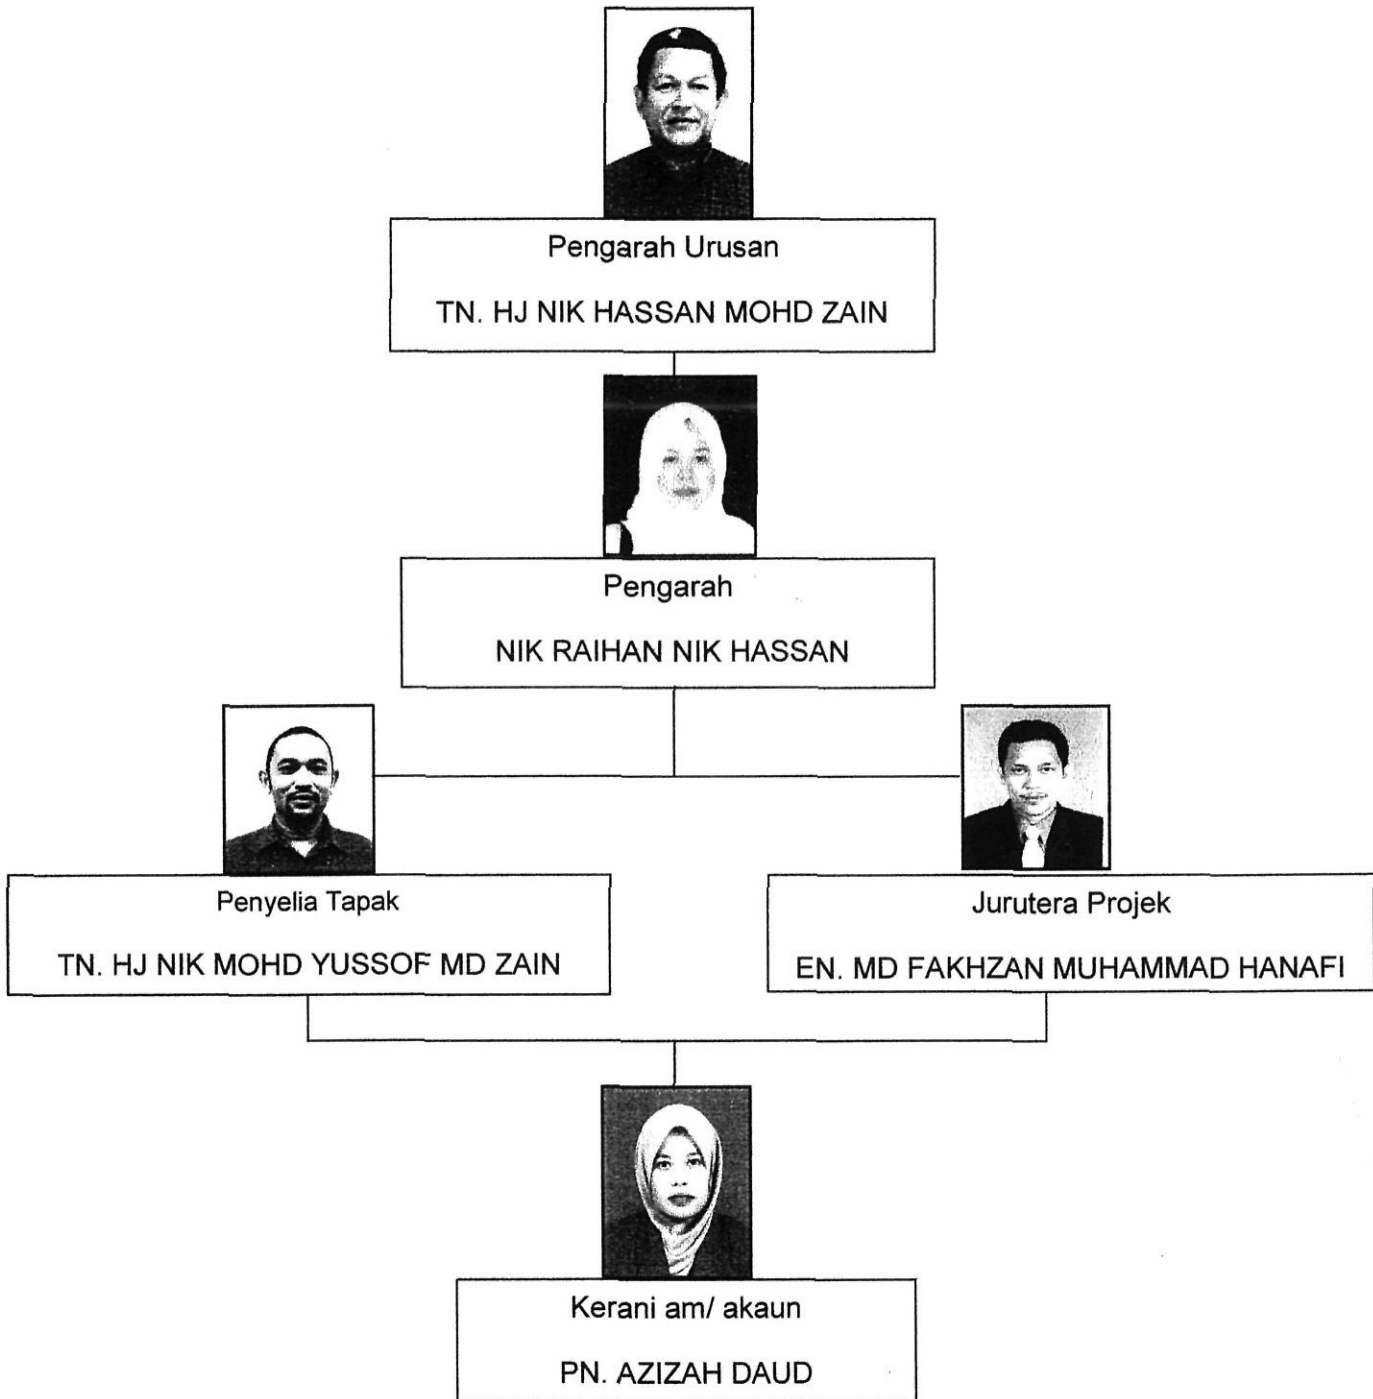 Pengarah Urusan
TN. HJ NIK HASSAN MOHD ZAIN
Pengarah
NIK RAIHAN NIK HASSAN
Penyelia Tapak
TN. HJ NIK MOHD YUSSOF MD ZAIN
Jurutera Projek
EN. MD FAKHZAN MUHAMMAD HANAFI
Kerani am/ akaun
PN. AZIZAH DAUD